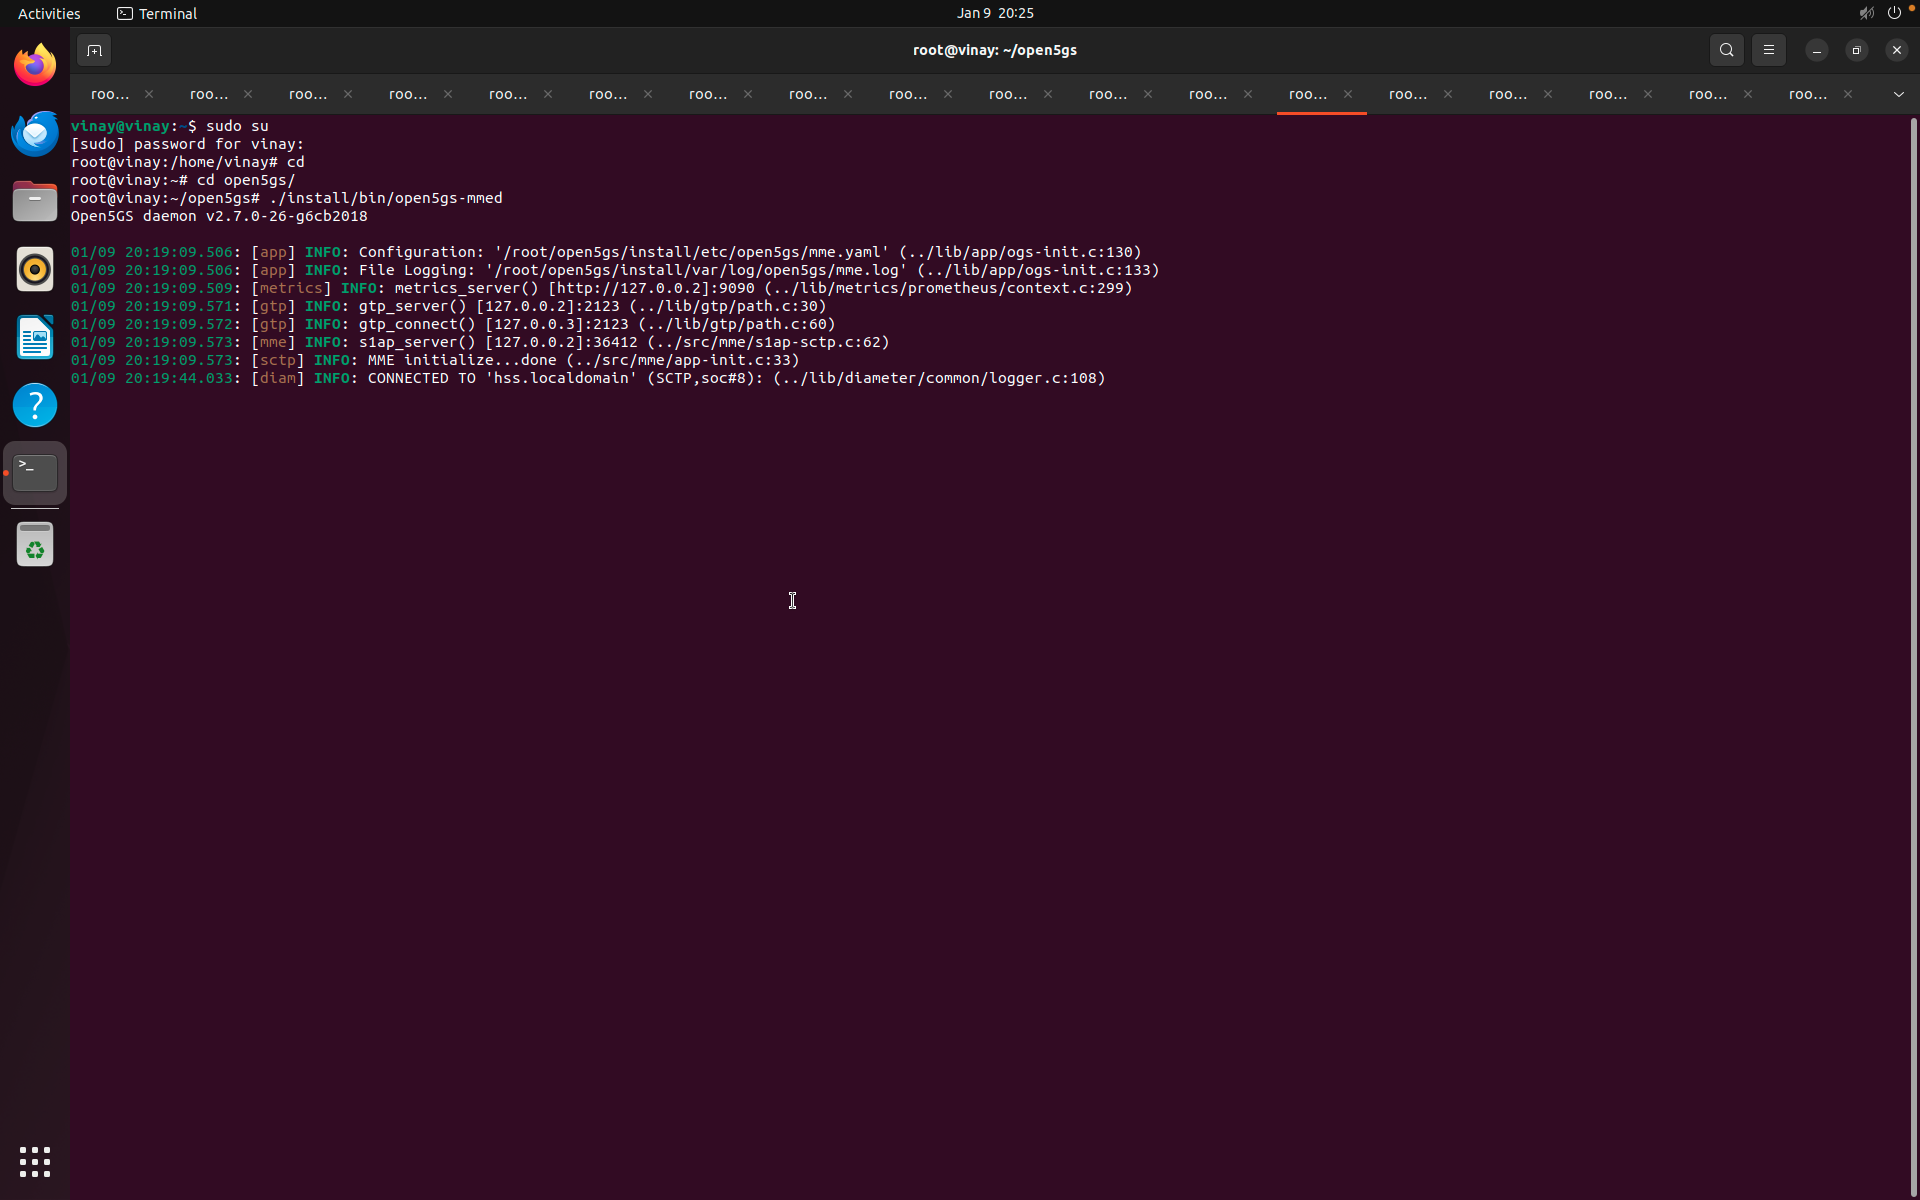 Activities Terminal Jan 9 20:25
root@vinay: ~/open5gs
roo... roo... roo... roo... roo... roo... roo... roo... roo... roo... roo... roo... roo... roo... roo... roo... roo... roo...
vinay@vinay:~$ sudo su
[sudo] password for vinay:
root@vinay:/home/vinay# cd
root@vinay:~# cd open5gs/
root@vinay:~/open5gs# ./install/bin/open5gs-mmed
Open5GS daemon v2.7.0-26-g6cb2018
01/09 20:19:09.506: [app] INFO: Configuration: '/root/open5gs/install/etc/open5gs/mme.yaml' (../lib/app/ogs-init.c:130)
01/09 20:19:09.506: [app] INFO: File Logging: '/root/open5gs/install/var/log/open5gs/mme.log' (../lib/app/ogs-init.c:133)
01/09 20:19:09.509: [metrics] INFO: metrics_server() [http://127.0.0.2]:9090 (../lib/metrics/prometheus/context.c:299)
01/09 20:19:09.571: [gtp] INFO: gtp_server() [127.0.0.2]:2123 (../lib/gtp/path.c:30)
01/09 20:19:09.572: [gtp] INFO: gtp_connect() [127.0.0.3]:2123 (../lib/gtp/path.c:60)
01/09 20:19:09.573: [mme] INFO: s1ap_server() [127.0.0.2]:36412 (../src/mme/s1ap-sctp.c:62)
01/09 20:19:09.573: [sctp] INFO: MME initialize...done (../src/mme/app-init.c:33)
01/09 20:19:44.033: [diam] INFO: CONNECTED TO 'hss.localdomain' (SCTP,soc#8): (../lib/diameter/common/logger.c:108)